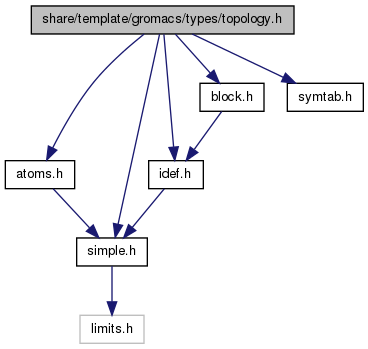 share/template/gromacs/types/topology.h
block.h
symtab.h
atoms.h
idef.h
simple.h
limits.h